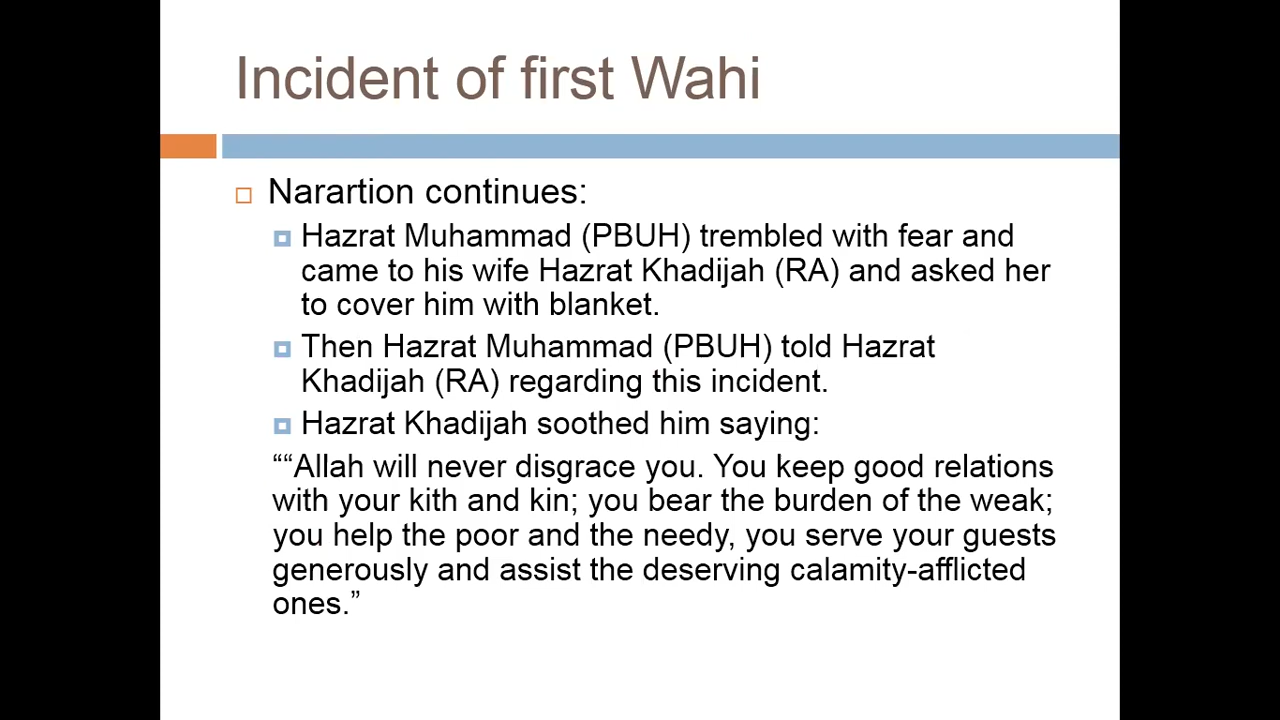 Incident of first Wahi
Narartion continues:
Hazrat Muhammad (PBUH) trembled with fear and
came to his wife Hazrat Khadijah (RA) and asked her
to cover him with blanket.
Then Hazrat Muhammad (PBUH) told Hazrat
Khadijah (RA) regarding this incident.
Hazrat Khadijah soothed him saying:
““Allah will never disgrace you. You keep good relations
with your kith and kin; you bear the burden of the weak;
you help the poor and the needy, you serve your guests
generously and assist the deserving calamity-afflicted
ones.”